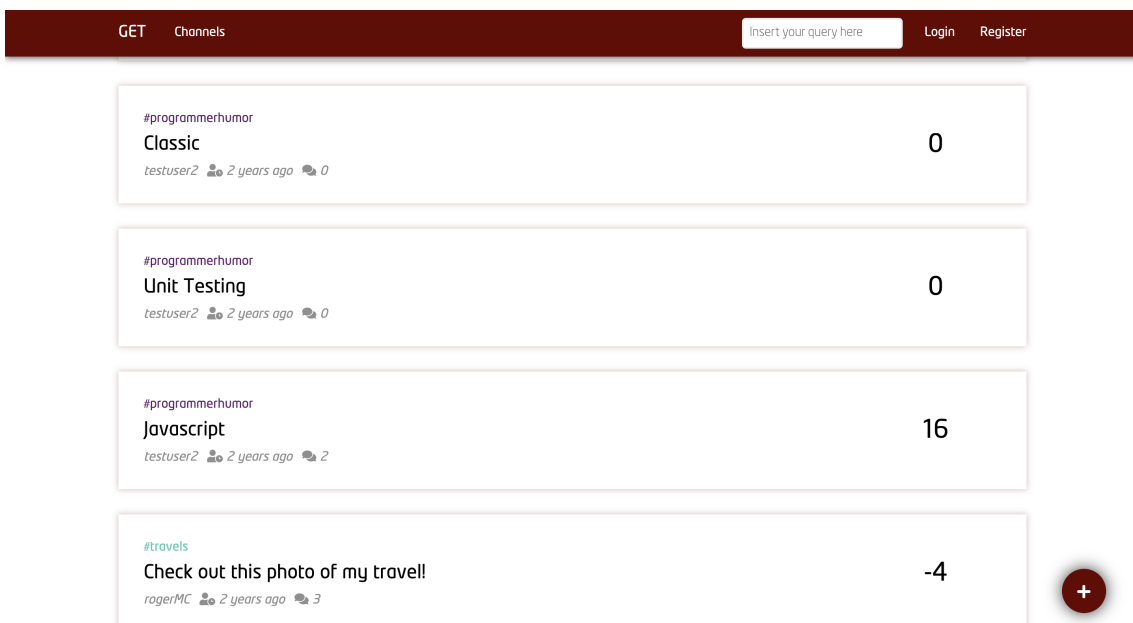 GET Channels Insert your query here Login Register
#programmerhumor
Classic
0
testuser2 2 years ago 0
#programmerhumor
Unit Testing
0
testuser2 2 years ago 0
#programmerhumor
Javascript
16
testuser2 2 years ago 2
#travels
Check out this photo of my travel!
-4
rogerMC 2 years ago 3
+